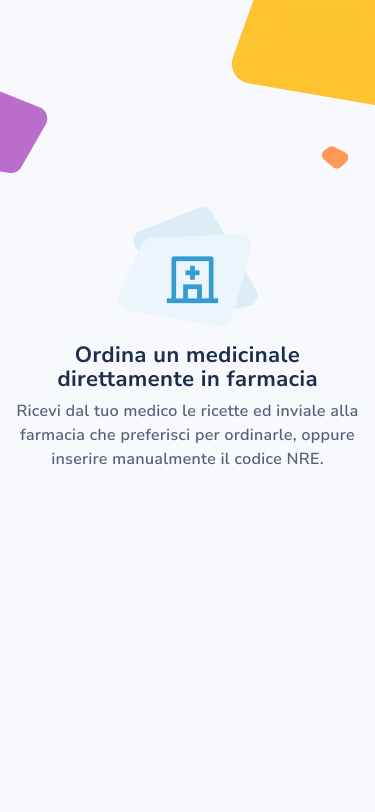 Ordina un medicinale
direttamente in farmacia
Ricevi dal tuo medico le ricette ed inviale alla
farmacia che preferisci per ordinarle, oppure
inserire manualmente il codice NRE.